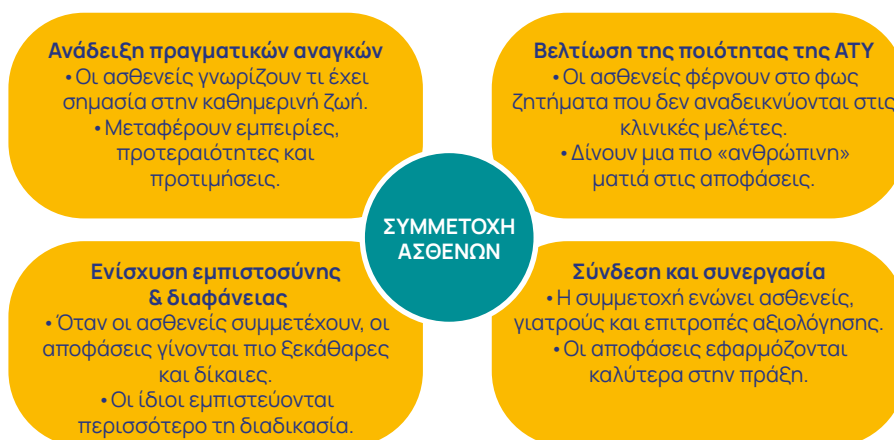 Ανάδειξη πραγματικών αναγκών
• Οι ασθενείς γνωρίζουν τι έχει
σημασία στην καθημερινή ζωή.
• Μεταφέρουν εμπειρίες,
προτεραιότητες και
προτιμήσεις.
Βελτίωση της ποιότητας της ΑΤΥ
• Οι ασθενείς φέρνουν στο φως
ζητήματα που δεν αναδεικνύονται στις
κλινικές μελέτες.
• Δίνουν μια πιο «ανθρώπινη»
ματιά στις αποφάσεις.
ΣΥΜΜΕΤΟΧΗ
ΑΣΘΕΝΩΝ
Ενίσχυση εμπιστοσύνης
& διαφάνειας
• Όταν οι ασθενείς συμμετέχουν, οι
αποφάσεις γίνονται πιο ξεκάθαρες
και δίκαιες.
• Οι ίδιοι εμπιστεύονται
περισσότερο τη διαδικασία.
Σύνδεση και συνεργασία
• Η συμμετοχή ενώνει ασθενείς,
γιατρούς και επιτροπές αξιολόγησης.
• Οι αποφάσεις εφαρμόζονται
καλύτερα στην πράξη.